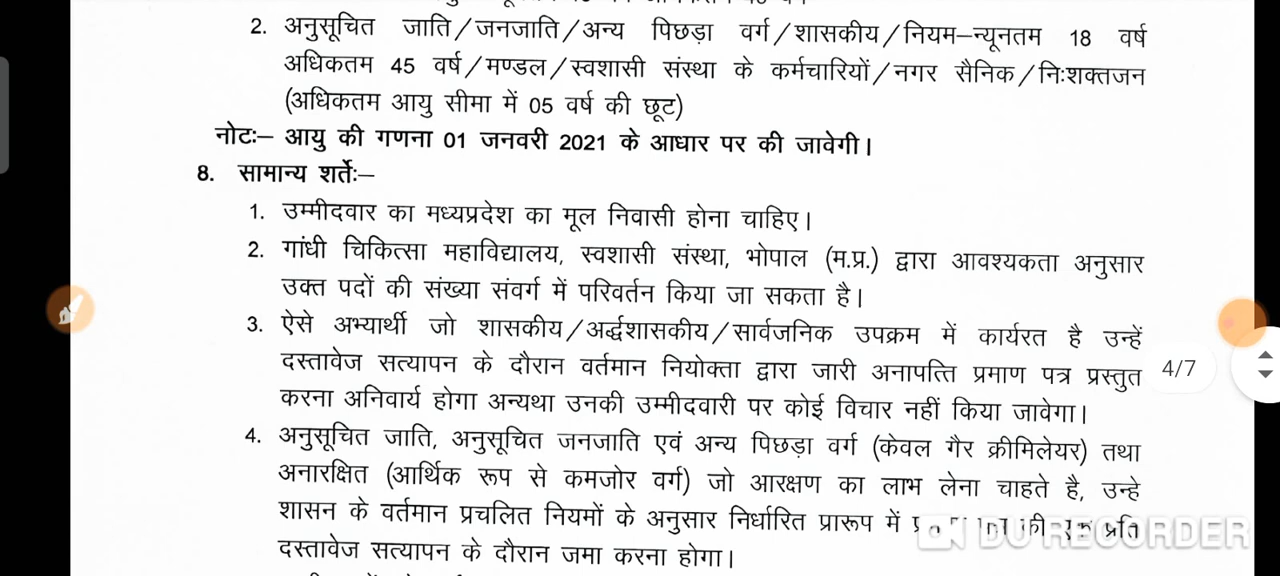 2. अनुसूचित जाति/जनजाति/अन्य पिछड़ा वर्ग/शासकीय/नियम–न्यूनतम 18 वर्ष
अधिकतम 45 वर्ष/मण्डल/स्वशासी संस्था के कर्मचारियों/नगर सैनिक/निःशक्तजन
(अधिकतम आयु सीमा में 05 वर्ष की छूट)
नोटः– आयु की गणना 01 जनवरी 2021 के आधार पर की जावेगी।
8. सामान्य शर्तेः–
1. उम्मीदवार का मध्यप्रदेश का मूल निवासी होना चाहिए।
2. गांधी चिकित्सा महाविद्यालय, स्वशासी संस्था, भोपाल (म.प्र.) द्वारा आवश्यकता अनुसार
उक्त पदों की संख्या संवर्ग में परिवर्तन किया जा सकता है।
3. ऐसे अभ्यार्थी जो शासकीय/अर्द्धशासकीय/सार्वजनिक उपक्रम में कार्यरत है उन्हें
दस्तावेज सत्यापन के दौरान वर्तमान नियोक्ता द्वारा जारी अनापत्ति प्रमाण पत्र प्रस्तुत
4/7
करना अनिवार्य होगा अन्यथा उनकी उम्मीदवारी पर कोई विचार नहीं किया जावेगा।
4. अनुसूचित जाति, अनुसूचित जनजाति एवं अन्य पिछड़ा वर्ग (केवल गैर क्रीमिलेयर) तथा
अनारक्षित (आर्थिक रूप से कमजोर वर्ग) जो आरक्षण का लाभ लेना चाहते है, उन्हे
शासन के वर्तमान प्रचलित नियमों के अनुसार निर्धारित प्रारूप में की प्रति
DU RECORDER
दस्तावेज सत्यापन के दौरान जमा करना होगा।